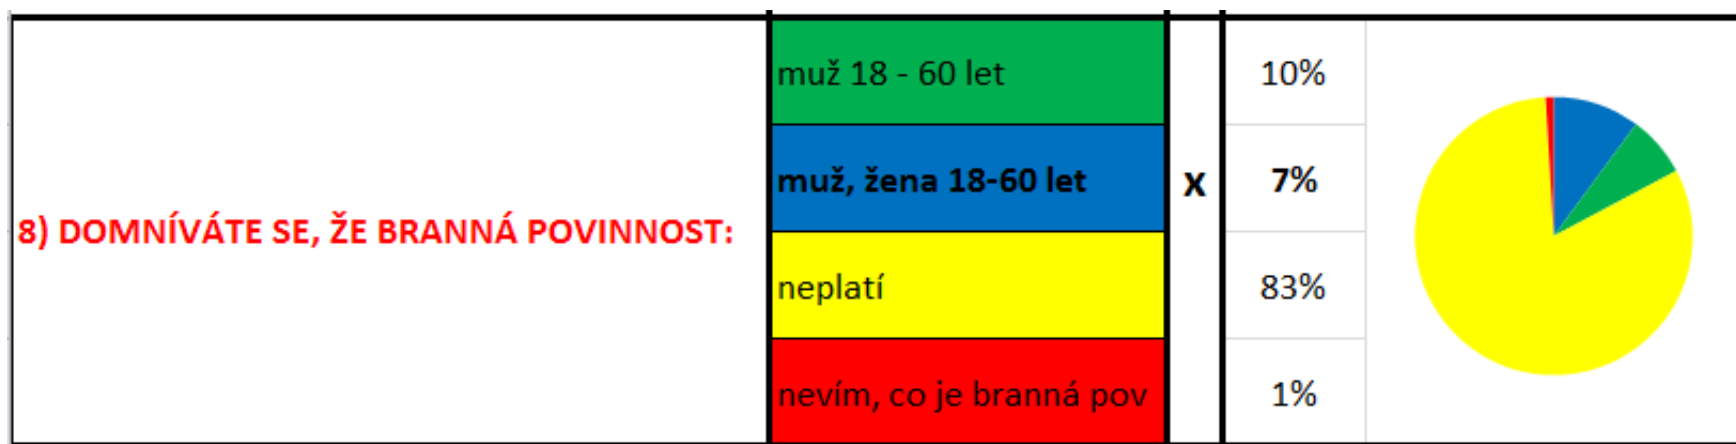 muž 18 - 60 let 10%
muž, žena 18-60 let x 7%
8) DOMNÍVÁTE SE, ŽE BRANNÁ POVINNOST:
neplatí 83%
nevím, co je branná pov 1%